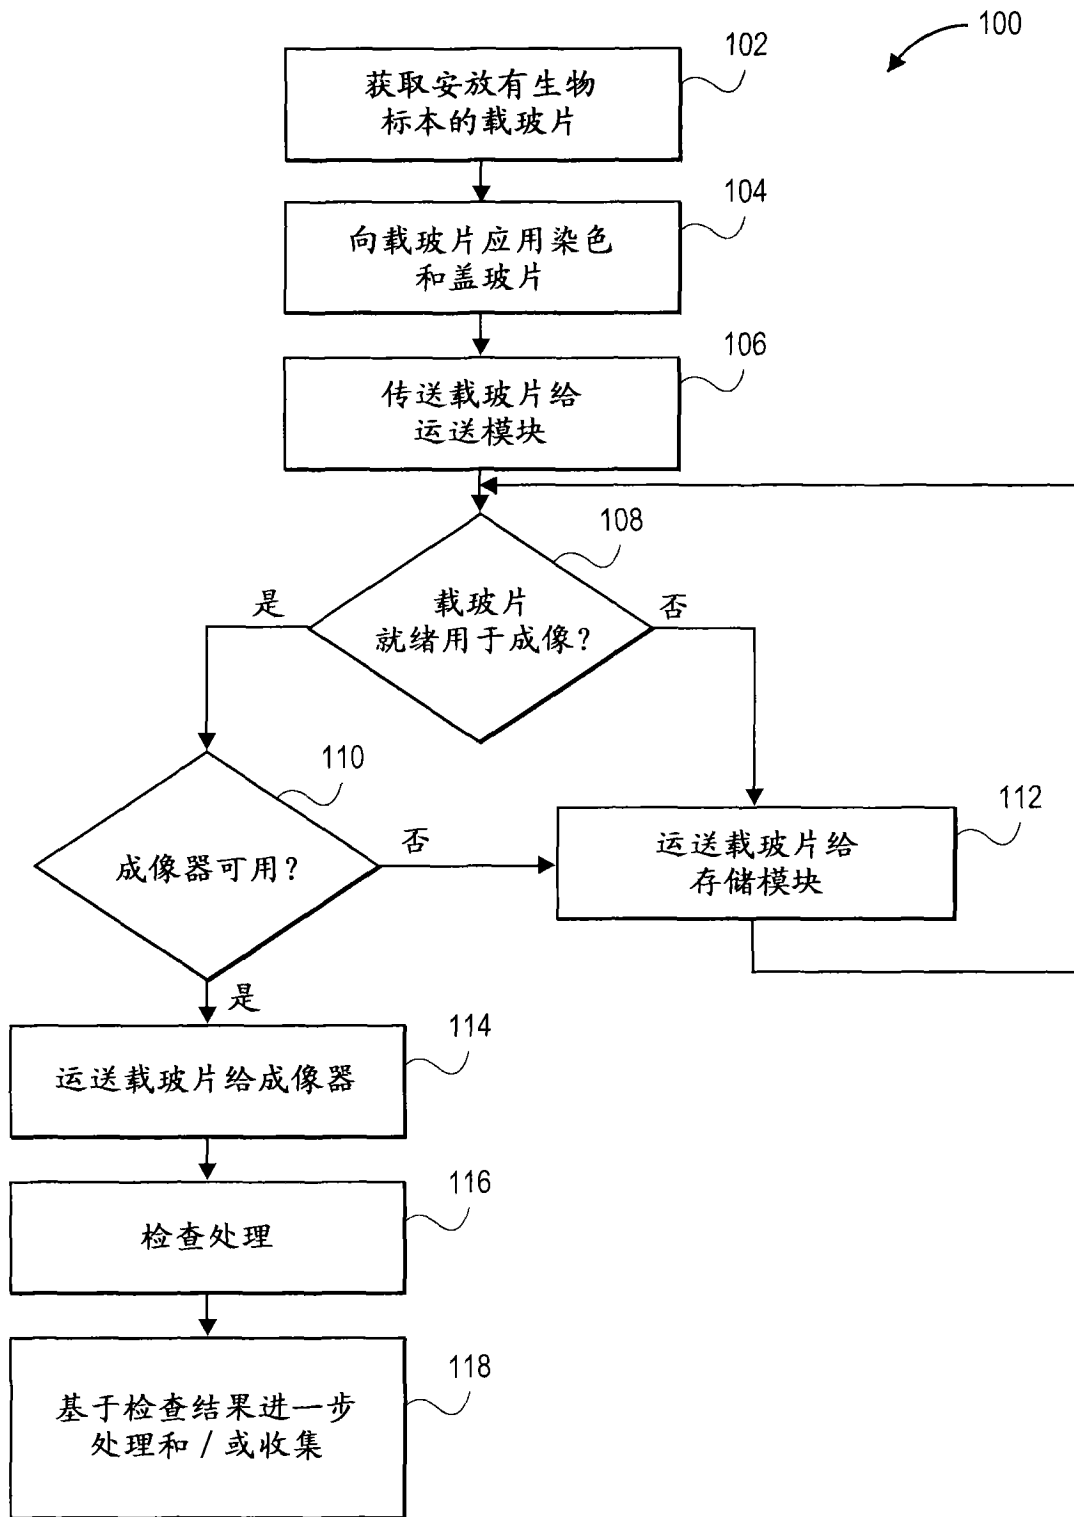 100
102
获取安放有生物
标本的载玻片
104
向载玻片应用染色
和盖玻片
106
传送载玻片给
运送模块
108
载玻片
就绪用于成像?
是
否
110
成像器可用?
否
是
112
运送载玻片给
存储模块
114
运送载玻片给成像器
116
检查处理
118
基于检查结果进一步
处理和/或收集